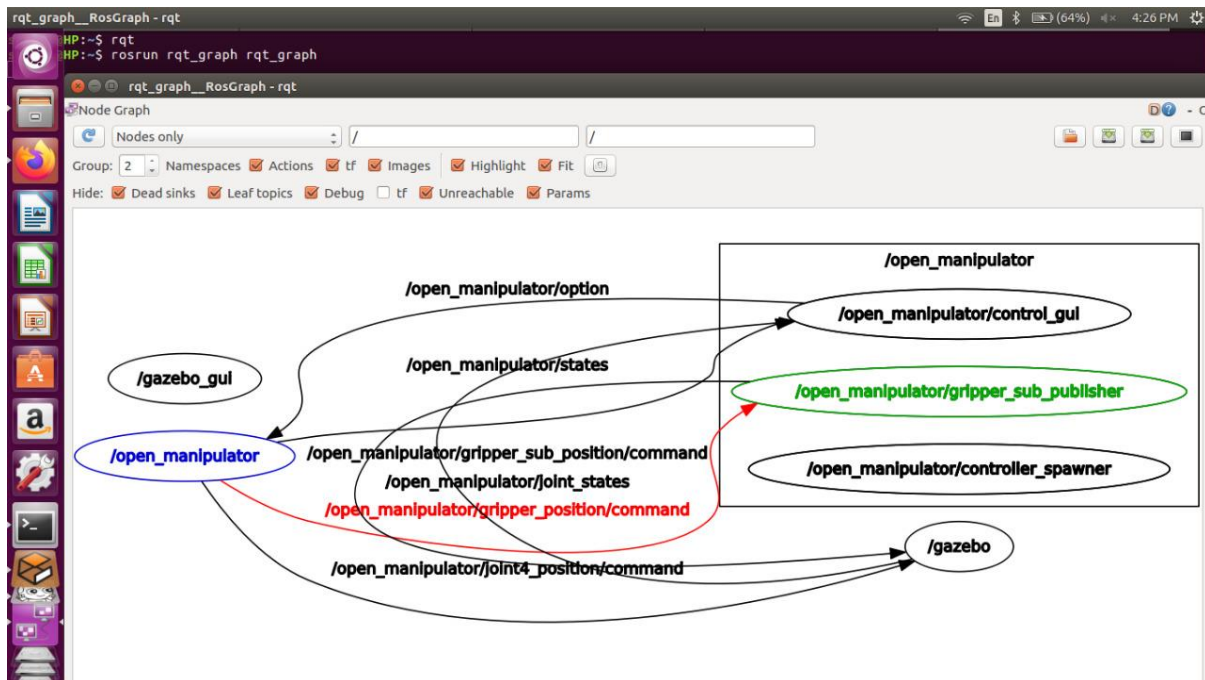 rqt_graph__RosGraph - rqt
En (64%) 4:26 PM
HP:~$ rqt
HP:~$ rosrun rqt_graph rqt_graph
rqt_graph__RosGraph - rqt
Node Graph
D ? - 
Nodes only / /
Group: 2 Namespaces Actions tf Images Highlight Fit
Hide: Dead sinks Leaf topics Debug tf Unreachable Params
/open_manipulator
/open_manipulator/option
/open_manipulator/control_gui
/open_manipulator/states
/gazebo_gui
/open_manipulator/gripper_sub_publisher
/open_manipulator
/open_manipulator/gripper_sub_position/command
/open_manipulator/controller_spawner
/open_manipulator/joint_states
/open_manipulator/gripper_position/command
/gazebo
/open_manipulator/joint4_position/command